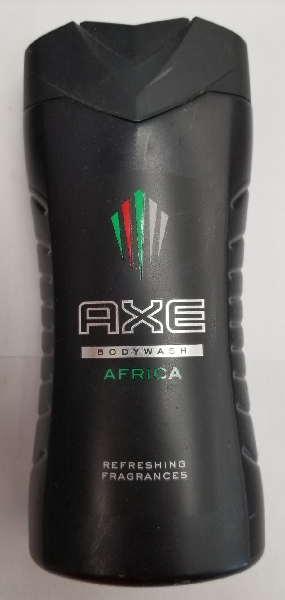 AXE
BODYWASH
AFRICA
REFRESHING
FRAGRANCES